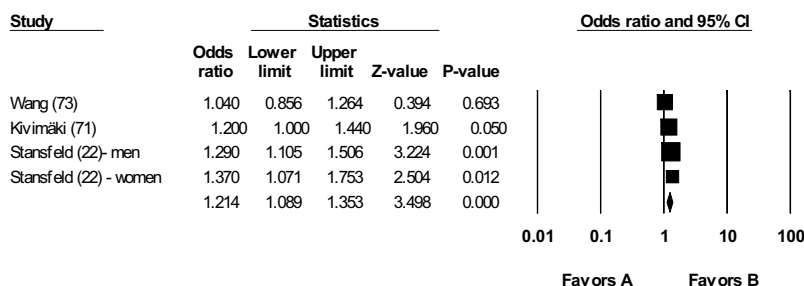 Study Statistics Odds ratio and 95% CI
Odds Lower Upper
ratio limit limit Z-value P-value
Wang (73) 1.040 0.856 1.264 0.394 0.693
Kivimäki (71) 1.200 1.000 1.440 1.960 0.050
Stansfeld (22)- men 1.290 1.105 1.506 3.224 0.001
Stansfeld (22) - women 1.370 1.071 1.753 2.504 0.012
1.214 1.089 1.353 3.498 0.000
0.01 0.1 1 10 100
Favors A Favors B